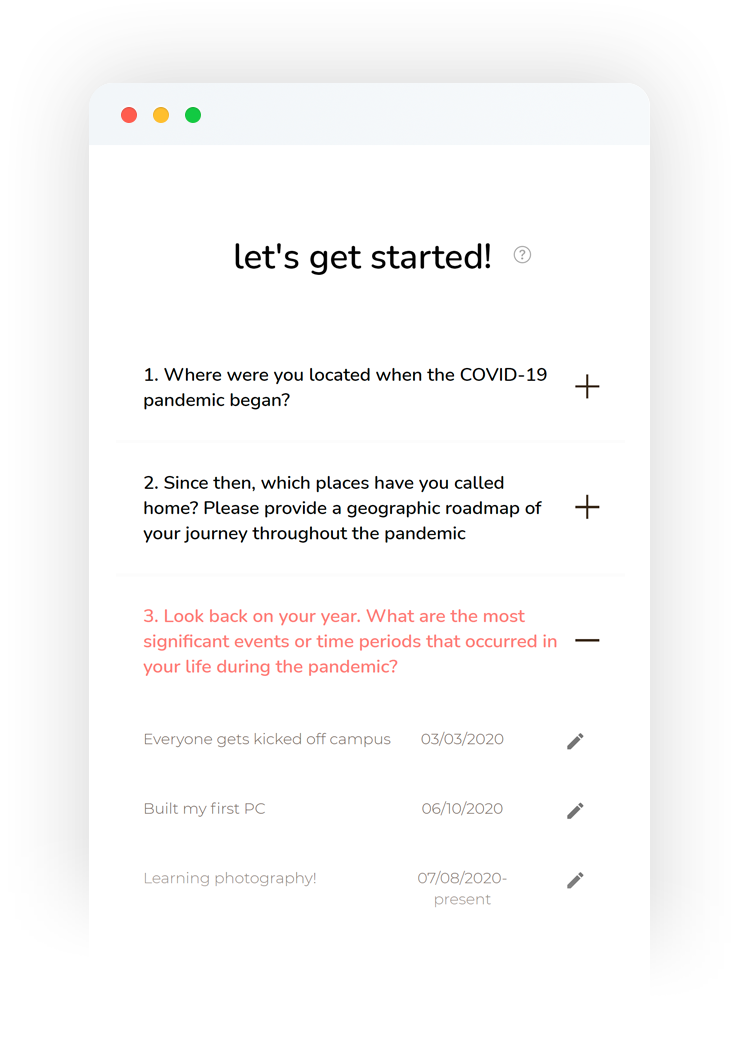 let's get started! ?
1. Where were you located when the COVID-19
pandemic began?
2. Since then, which places have you called
home? Please provide a geographic roadmap of
your journey throughout the pandemic
3. Look back on your year. What are the most
significant events or time periods that occurred in
your life during the pandemic?
Everyone gets kicked off campus 03/03/2020
Built my first PC 06/10/2020
Learning photography! 07/08/2020-
present